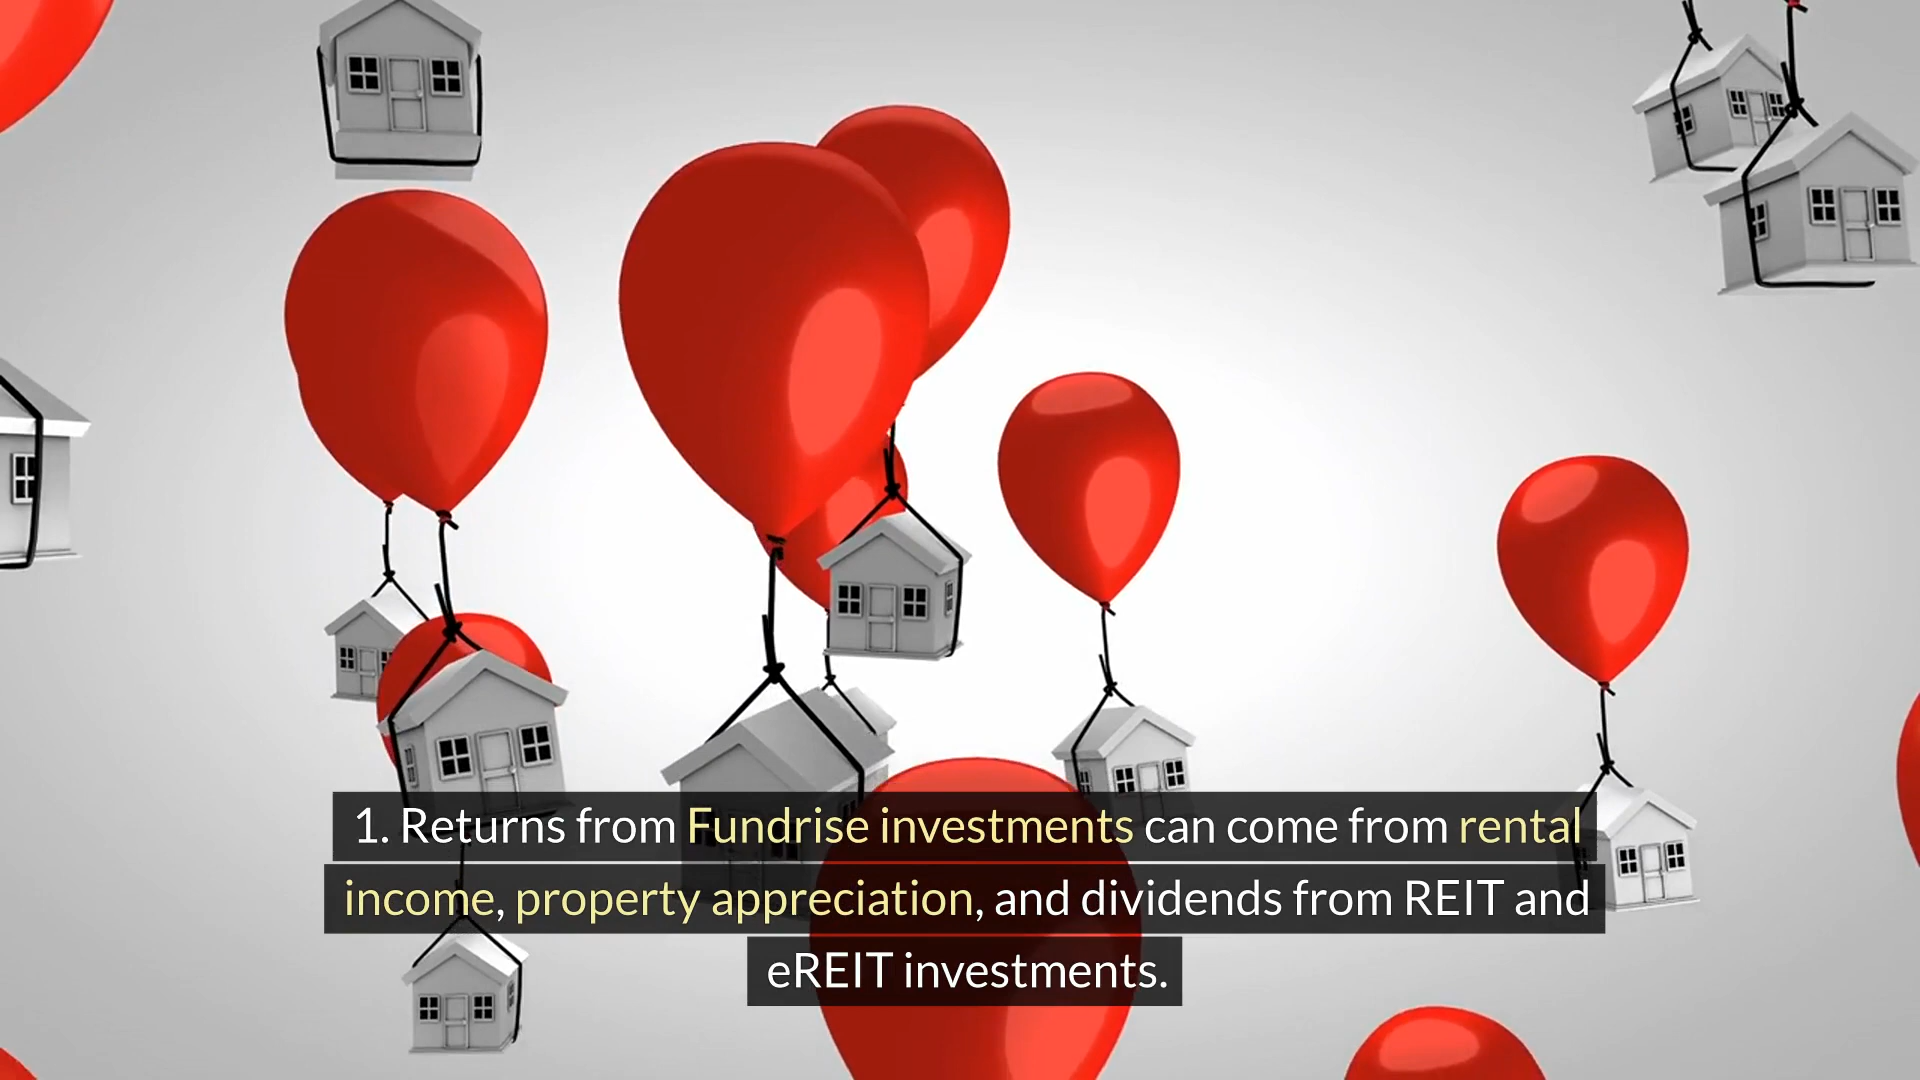 1. Returns from Fundrise investments can come from rental
income, property appreciation, and dividends from REIT and
eREIT investments.